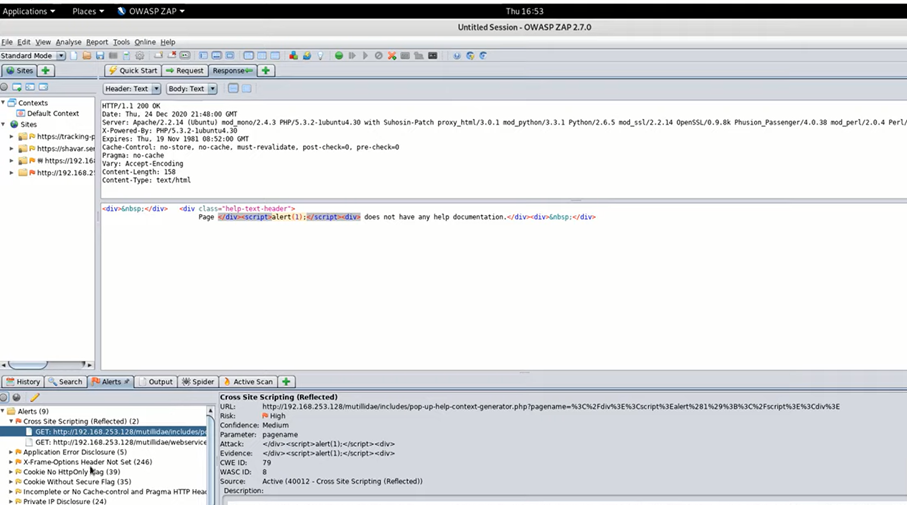 Applications ▾ Places ▾ OWASP ZAP ▾ Thu 16:53
Untitled Session - OWASP ZAP 2.7.0
File Edit View Analyse Report Tools Online Help
Standard Mode
Sites Quick Start Request Response
Header: Text Body: Text
Contexts
Default Context
Sites
https://tracking-p
https://shavar.ser
https://192.16
http://192.168.25
HTTP/1.1 200 OK
Date: Thu, 24 Dec 2020 21:48:00 GMT
Server: Apache/2.2.14 (Ubuntu) mod_mono/2.4.3 PHP/5.3.2-1ubuntu4.30 with Suhosin-Patch proxy_html/3.0.1 mod_python/3.3.1 Python/2.6.5 mod_ssl/2.2.14 OpenSSL/0.9.8k Phusion_Passenger/4.0.38 mod_perl/2.0.4 Perl/
X-Powered-By: PHP/5.3.2-1ubuntu4.30
Expires: Thu, 19 Nov 1981 08:52:00 GMT
Cache-Control: no-store, no-cache, must-revalidate, post-check=0, pre-check=0
Pragma: no-cache
Vary: Accept-Encoding
Content-Length: 158
Content-Type: text/html
<div>&nbsp;</div> <div class="help-text-header">
Page </div><script>alert(1);</script><div> does not have any help documentation.</div><div>&nbsp;</div>
History Search Alerts Output Spider Active Scan
Alerts (9)
Cross Site Scripting (Reflected) (2)
GET: http://192.168.253.128/mutillidae/includes/p
GET: http://192.168.253.128/mutillidae/webservice
Application Error Disclosure (5)
X-Frame-Options Header Not Set (246)
Cookie No HttpOnly Flag (39)
Cookie Without Secure Flag (35)
Incomplete or No Cache-control and Pragma HTTP Hea
Private IP Disclosure (24)
Cross Site Scripting (Reflected)
URL: http://192.168.253.128/mutillidae/includes/pop-up-help-context-generator.php?pagename=%3C%2Fdiv%3E%3Cscript%3Ealert%281%29%3B%3C%2Fscript%3E%3Cdiv%3E
Risk: High
Confidence: Medium
Parameter: pagename
Attack: </div><script>alert(1);</script><div>
Evidence: </div><script>alert(1);</script><div>
CWE ID: 79
WASC ID: 8
Source: Active (40012 - Cross Site Scripting (Reflected))
Description: